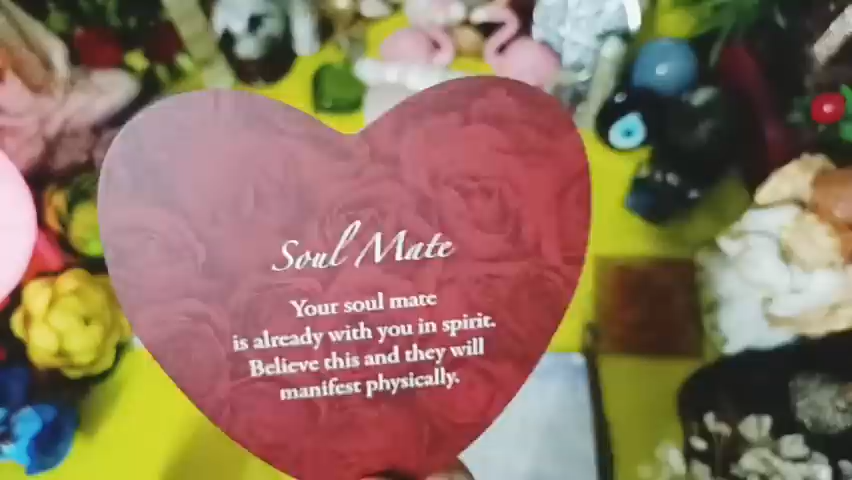 Soul Mate
Your soul mate
is already with you in spirit.
Believe this and they will
manifest physically.